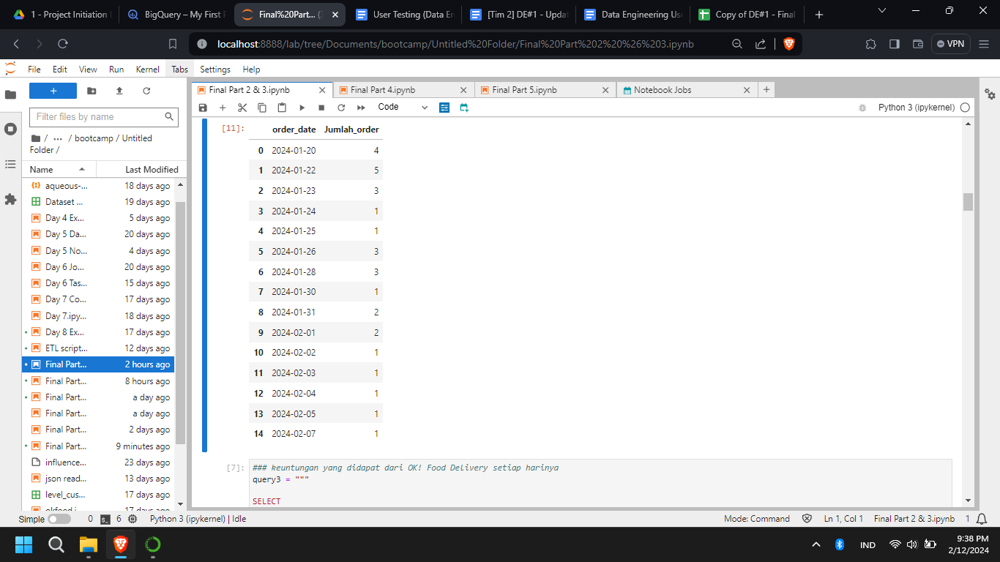 1 - Project Initiation
BigQuery – My First
Final%20Part...
User Testing (Data En
[Tim 2] DE#1 - Updat
Data Engineering Use
Copy of DE#1 - Final
localhost:8888/lab/tree/Documents/bootcamp/Untitled%20Folder/Final%20Part%202%20%26%203.ipynb
VPN
File Edit View Run Kernel Tabs Settings Help
Final Part 2 & 3.ipynb
Final Part 4.ipynb
Final Part 5.ipynb
Notebook Jobs
Code
Python 3 (ipykernel)
Filter files by name
/ ... / bootcamp / Untitled
Folder /
Name Last Modified
aqueous-... 18 days ago
Dataset ... 19 days ago
Day 4 Ex... 5 days ago
Day 5 Da... 20 days ago
Day 5 No... 4 days ago
Day 6 Jo... 20 days ago
Day 6 Tas... 15 days ago
Day 7 Co... 17 days ago
Day 7.ipy... 18 days ago
Day 8 Ex... 17 days ago
ETL script... 12 days ago
Final Part... 2 hours ago
Final Part... 8 hours ago
Final Part... a day ago
Final Part... a day ago
Final Part... 2 days ago
Final Part... 9 minutes ago
influence... 23 days ago
json read... 13 days ago
level_cus... 17 days ago
[11]:
order_date Jumlah_order
0 2024-01-20 4
1 2024-01-22 5
2 2024-01-23 3
3 2024-01-24 1
4 2024-01-25 1
5 2024-01-26 3
6 2024-01-28 3
7 2024-01-30 1
8 2024-01-31 2
9 2024-02-01 2
10 2024-02-02 1
11 2024-02-03 1
12 2024-02-04 1
13 2024-02-05 1
14 2024-02-07 1
[7]:
### keuntungan yang didapat dari OK! Food Delivery setiap harinya
query3 = """
SELECT
Simple 0 6 Python 3 (ipykernel) | Idle
Mode: Command Ln 1, Col 1 Final Part 2 & 3.ipynb 1
IND
9:38 PM
2/12/2024